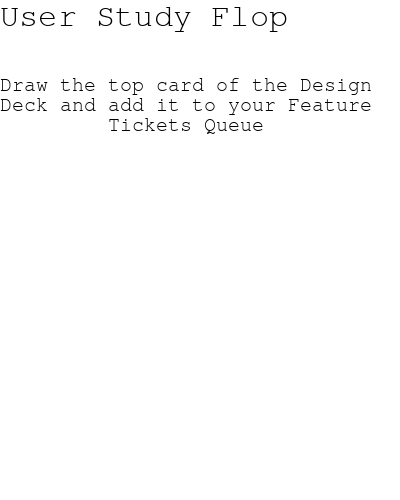 User Study Flop
Draw the top card of the Design
Deck and add it to your Feature
Tickets Queue